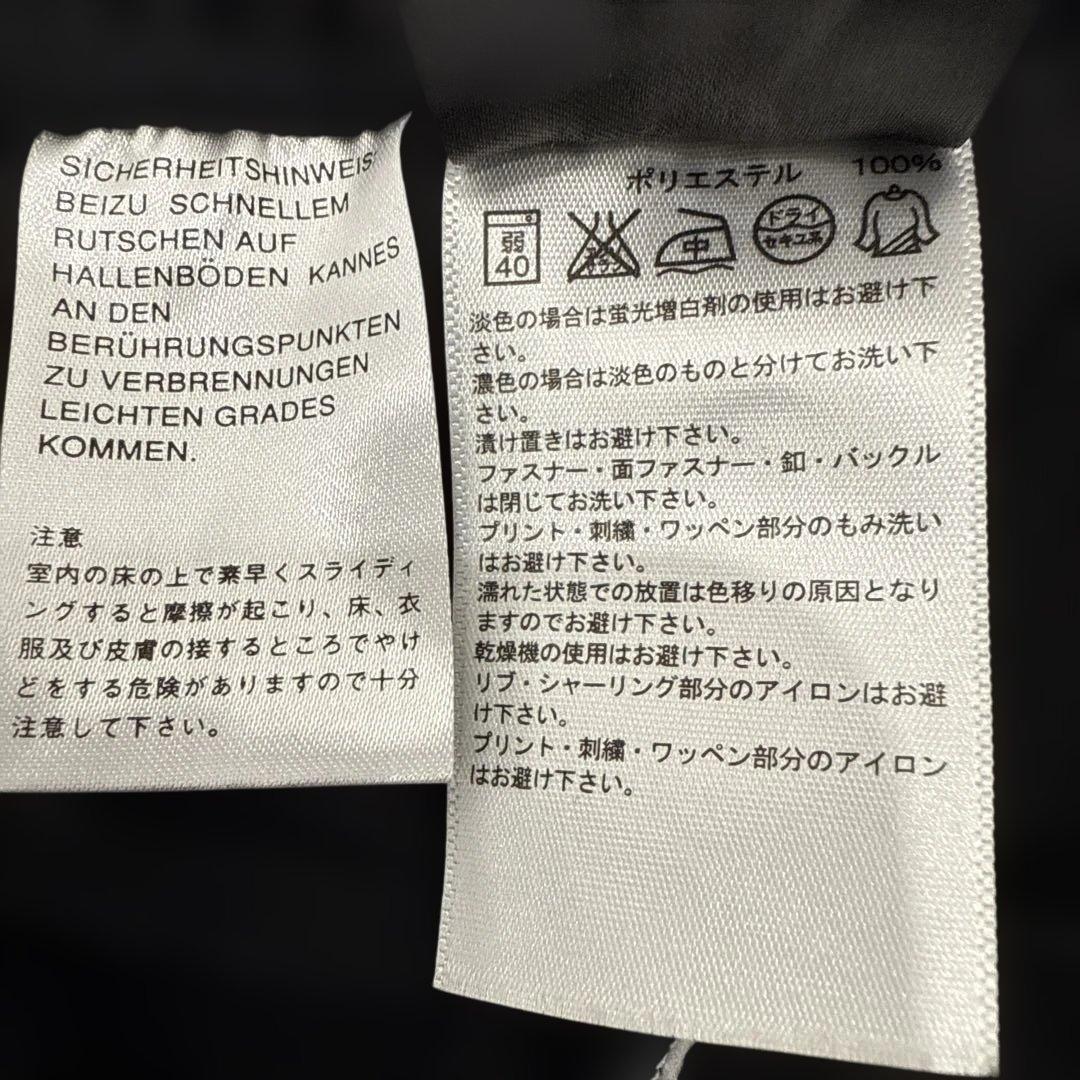 SICHERHEITSHINWEIS
BEIZU SCHNELLEM
RUTSCHEN AUF
HALLENBÖDEN KANNES
AN DEN
BERÜHRUNGSPUNKTEN
ZU VERBRENNUNGEN
LEICHTEN GRADES
KOMMEN.
注意
室内の床の上で素早くスライディ
ングすると摩擦が起こり、床、衣
服及び皮膚の接するところでやけ
どをする危険がありますので十分
注意して下さい。
ポリエステル 100%
弱
40
中
ドライ
セキユ系
淡色の場合は蛍光増白剤の使用はお避け下
さい。
濃色の場合は淡色のものと分けてお洗い下
さい。
漬け置きはお避け下さい。
ファスナー・面ファスナー・釦・バックル
は閉じてお洗い下さい。
プリント・刺繍・ワッペン部分のもみ洗い
はお避け下さい。
濡れた状態での放置は色移りの原因となり
ますのでお避け下さい。
乾燥機の使用はお避け下さい。
リブ・シャーリング部分のアイロンはお避
け下さい。
プリント・刺繍・ワッペン部分のアイロン
はお避け下さい。